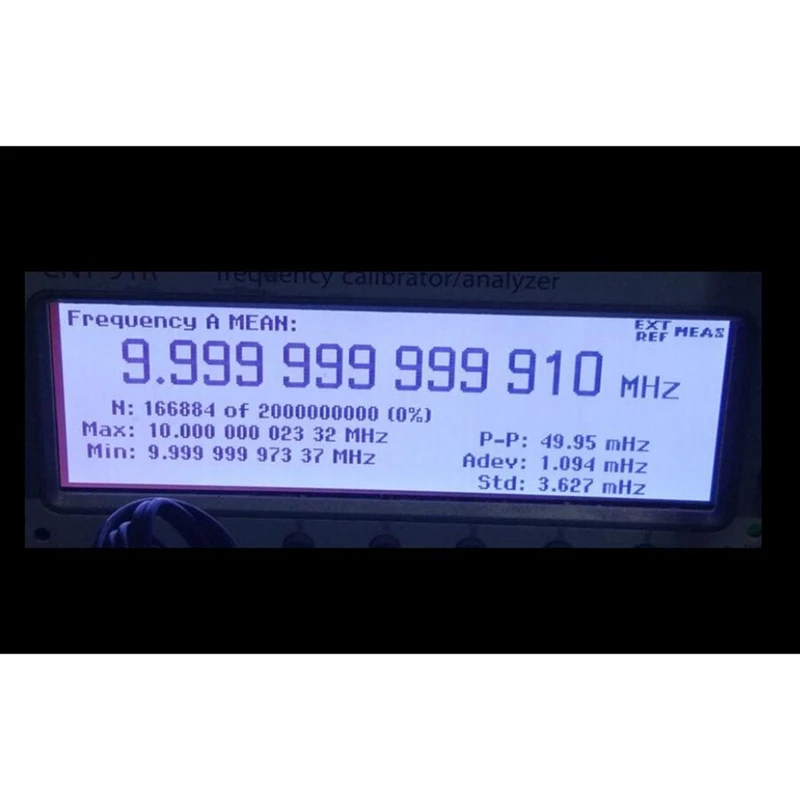 CNT-91R frequency calibrator/analyzer
Frequency A MEAN: EXT REF MEAS
9.999 999 999 910 MHz
N: 166884 of 2000000000 (0%)
Max: 10.000 000 023 32 MHz P-P: 49.95 mHz
Min: 9.999 999 973 37 MHz Adev: 1.094 mHz
Std: 3.627 mHz